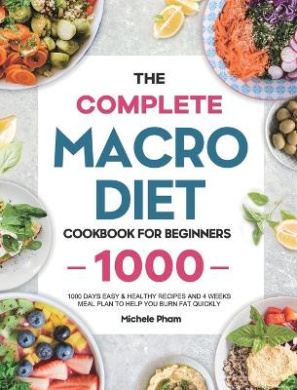 THE
COMPLETE
MACRO
DIET
COOKBOOK FOR BEGINNERS
1000
1000 DAYS EASY & HEALTHY RECIPES AND 4 WEEKS
MEAL PLAN TO HELP YOU BURN FAT QUICKLY
Michele Pham